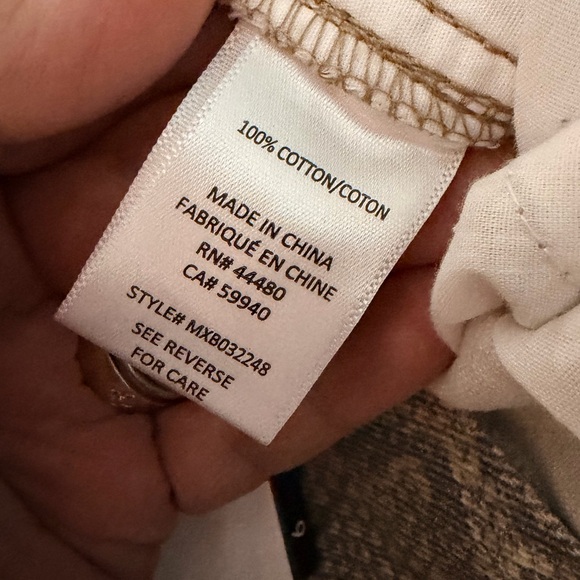 100% COTTON/COTON
MADE IN CHINA
FABRIQUÉ EN CHINE
RN# 44480
CA# 59940
STYLE# MXB032248
SEE REVERSE
FOR CARE